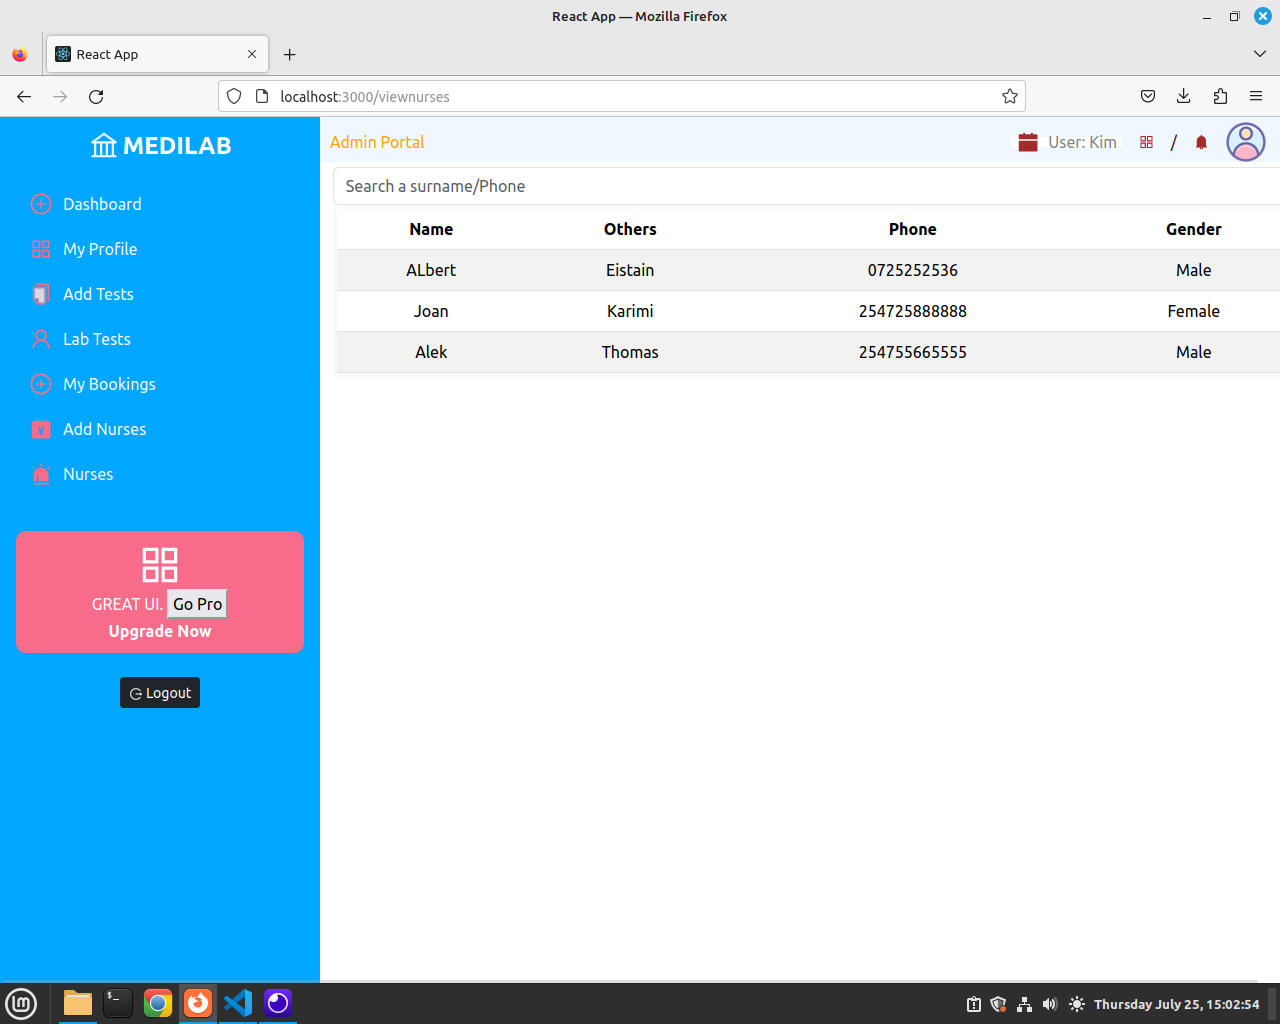 React App — Mozilla Firefox
React App
localhost:3000/viewnurses
MEDILAB
Admin Portal
User: Kim
/
Dashboard
My Profile
Add Tests
Lab Tests
My Bookings
Add Nurses
Nurses
GREAT UI. Go Pro
Upgrade Now
Logout
Search a surname/Phone
Name Others Phone Gender
ALbert Eistain 0725252536 Male
Joan Karimi 254725888888 Female
Alek Thomas 254755665555 Male
Thursday July 25, 15:02:54